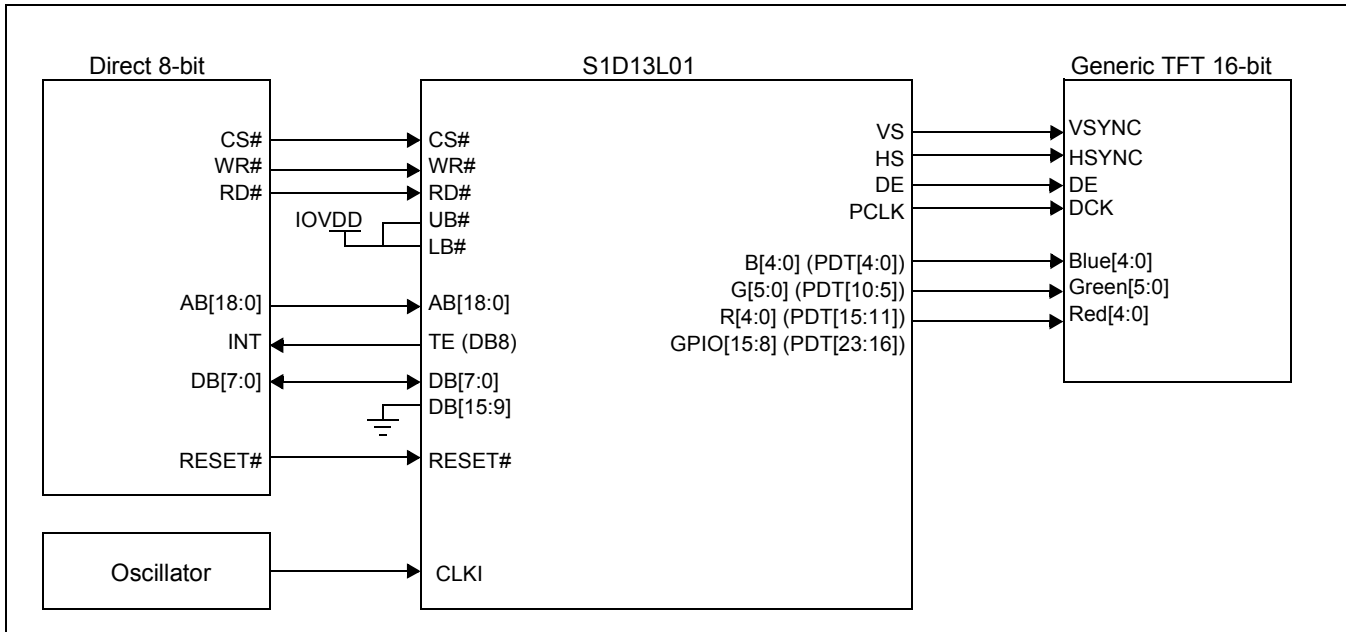 Direct 8-bit
S1D13L01
Generic TFT 16-bit
CS#
WR#
RD#
AB[18:0]
INT
DB[7:0]
RESET#
IOVDD
CS#
WR#
RD#
UB#
LB#
AB[18:0]
TE (DB8)
DB[7:0]
DB[15:9]
RESET#
CLKI
VS
HS
DE
PCLK
B[4:0] (PDT[4:0])
G[5:0] (PDT[10:5])
R[4:0] (PDT[15:11])
GPIO[15:8] (PDT[23:16])
VSYNC
HSYNC
DE
DCK
Blue[4:0]
Green[5:0]
Red[4:0]
Oscillator